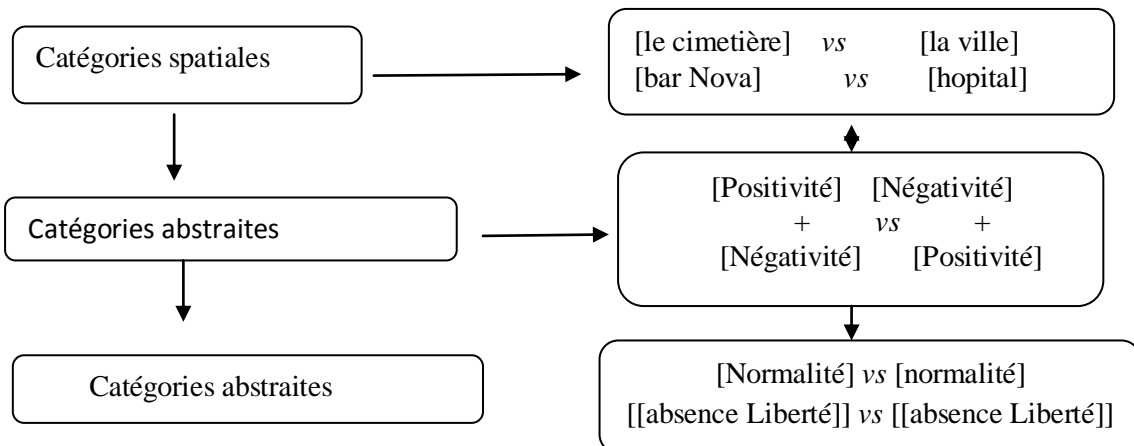 Catégories spatiales
[le cimetière] vs [la ville]
[bar Nova] vs [hopital]
Catégories abstraites
[Positivité] [Négativité]
+ vs +
[Négativité] [Positivité]
Catégories abstraites
[Normalité] vs [normalité]
[[absence Liberté]] vs [[absence Liberté]]